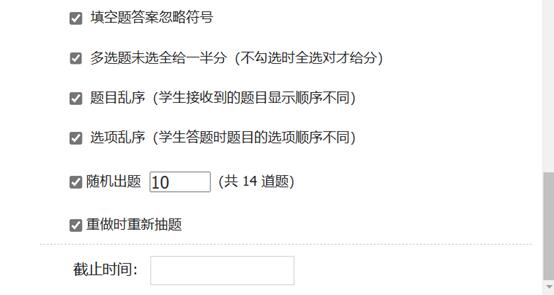 填空题答案忽略符号
多选题未选全给一半分（不勾选时全选对才给分）
题目乱序（学生接收到的题目显示顺序不同）
选项乱序（学生答题时题目的选项顺序不同）
随机出题 10 （共 14 道题）
重做时重新抽题
截止时间：